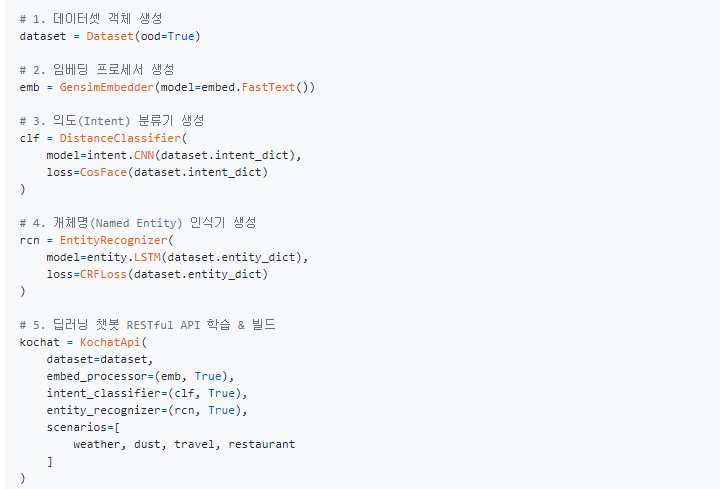 # 1. 데이터셋 객체 생성
dataset = Dataset(ood=True)

# 2. 임베딩 프로세서 생성
emb = GensimEmbedder(model=embed.FastText())

# 3. 의도(Intent) 분류기 생성
clf = DistanceClassifier(
    model=intent.CNN(dataset.intent_dict),
    loss=CosFace(dataset.intent_dict)
)

# 4. 개체명(Named Entity) 인식기 생성
rcn = EntityRecognizer(
    model=entity.LSTM(dataset.entity_dict),
    loss=CRFLoss(dataset.entity_dict)
)

# 5. 딥러닝 챗봇 RESTful API 학습 & 빌드
kochat = KochatApi(
    dataset=dataset,
    embed_processor=(emb, True),
    intent_classifier=(clf, True),
    entity_recognizer=(rcn, True),
    scenarios=[
        weather, dust, travel, restaurant
    ]
)